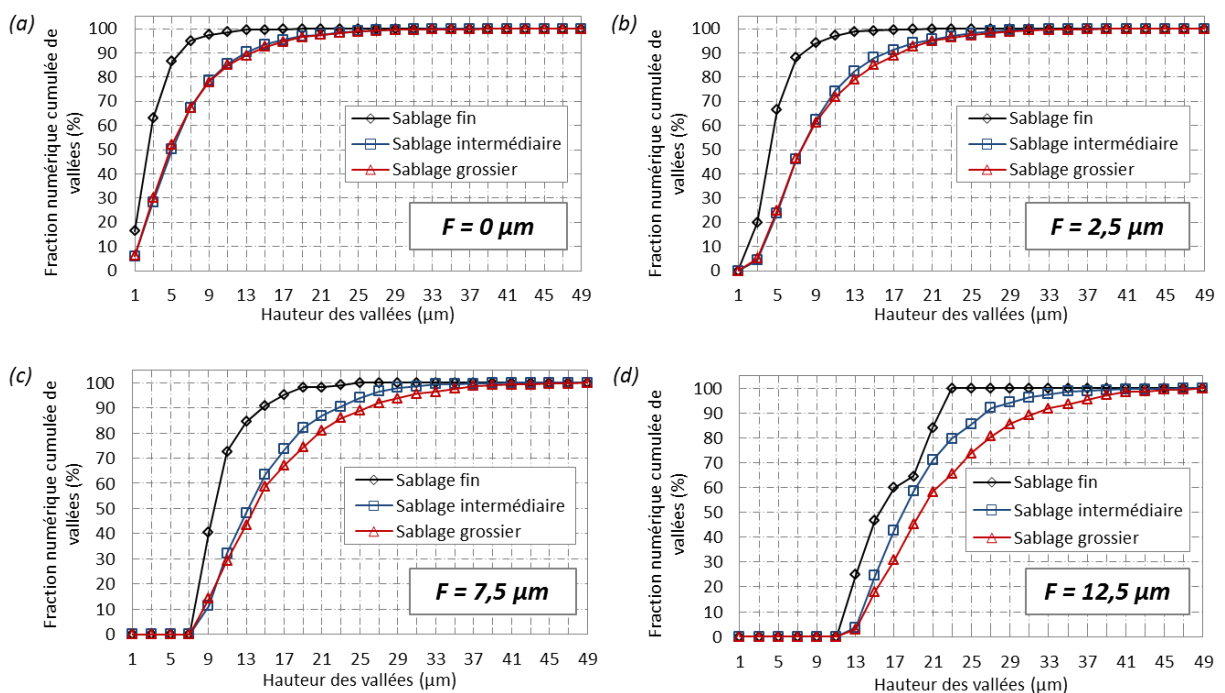 (a)
Fraction numérique cumulée de
vallées (%)
100
90
80
70
60
50
40
30
20
10
0
Sablage fin
Sablage intermédiaire
Sablage grossier
F = 0 µm
1 5 9 13 17 21 25 29 33 37 41 45 49
Hauteur des vallées (µm)
(b)
Fraction numérique cumulée de
vallées (%)
100
90
80
70
60
50
40
30
20
10
0
Sablage fin
Sablage intermédiaire
Sablage grossier
F = 2,5 µm
1 5 9 13 17 21 25 29 33 37 41 45 49
Hauteur des vallées (µm)
(c)
Fraction numérique cumulée de
vallées (%)
100
90
80
70
60
50
40
30
20
10
0
Sablage fin
Sablage intermédiaire
Sablage grossier
F = 7,5 µm
1 5 9 13 17 21 25 29 33 37 41 45 49
Hauteur des vallées (µm)
(d)
Fraction numérique cumulée de
vallées (%)
100
90
80
70
60
50
40
30
20
10
0
Sablage fin
Sablage intermédiaire
Sablage grossier
F = 12,5 µm
1 5 9 13 17 21 25 29 33 37 41 45 49
Hauteur des vallées (µm)